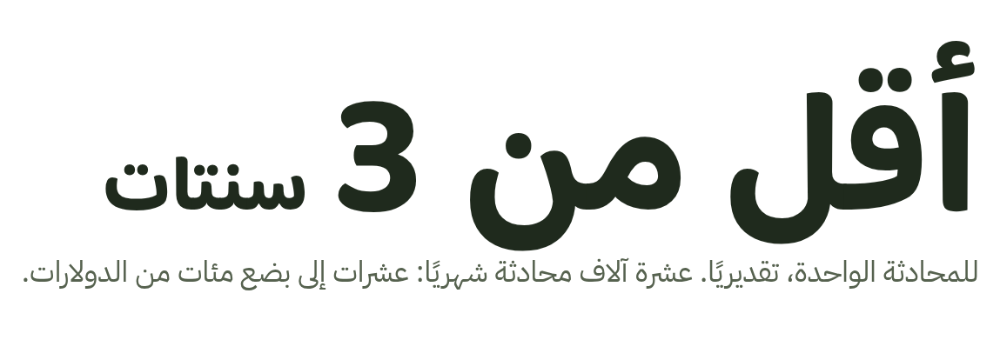 أقل من 3 سنتات
للمحادثة الواحدة، تقديريًا. عشرة آلاف محادثة شهريًا: عشرات إلى بضع مئات من الدولارات.